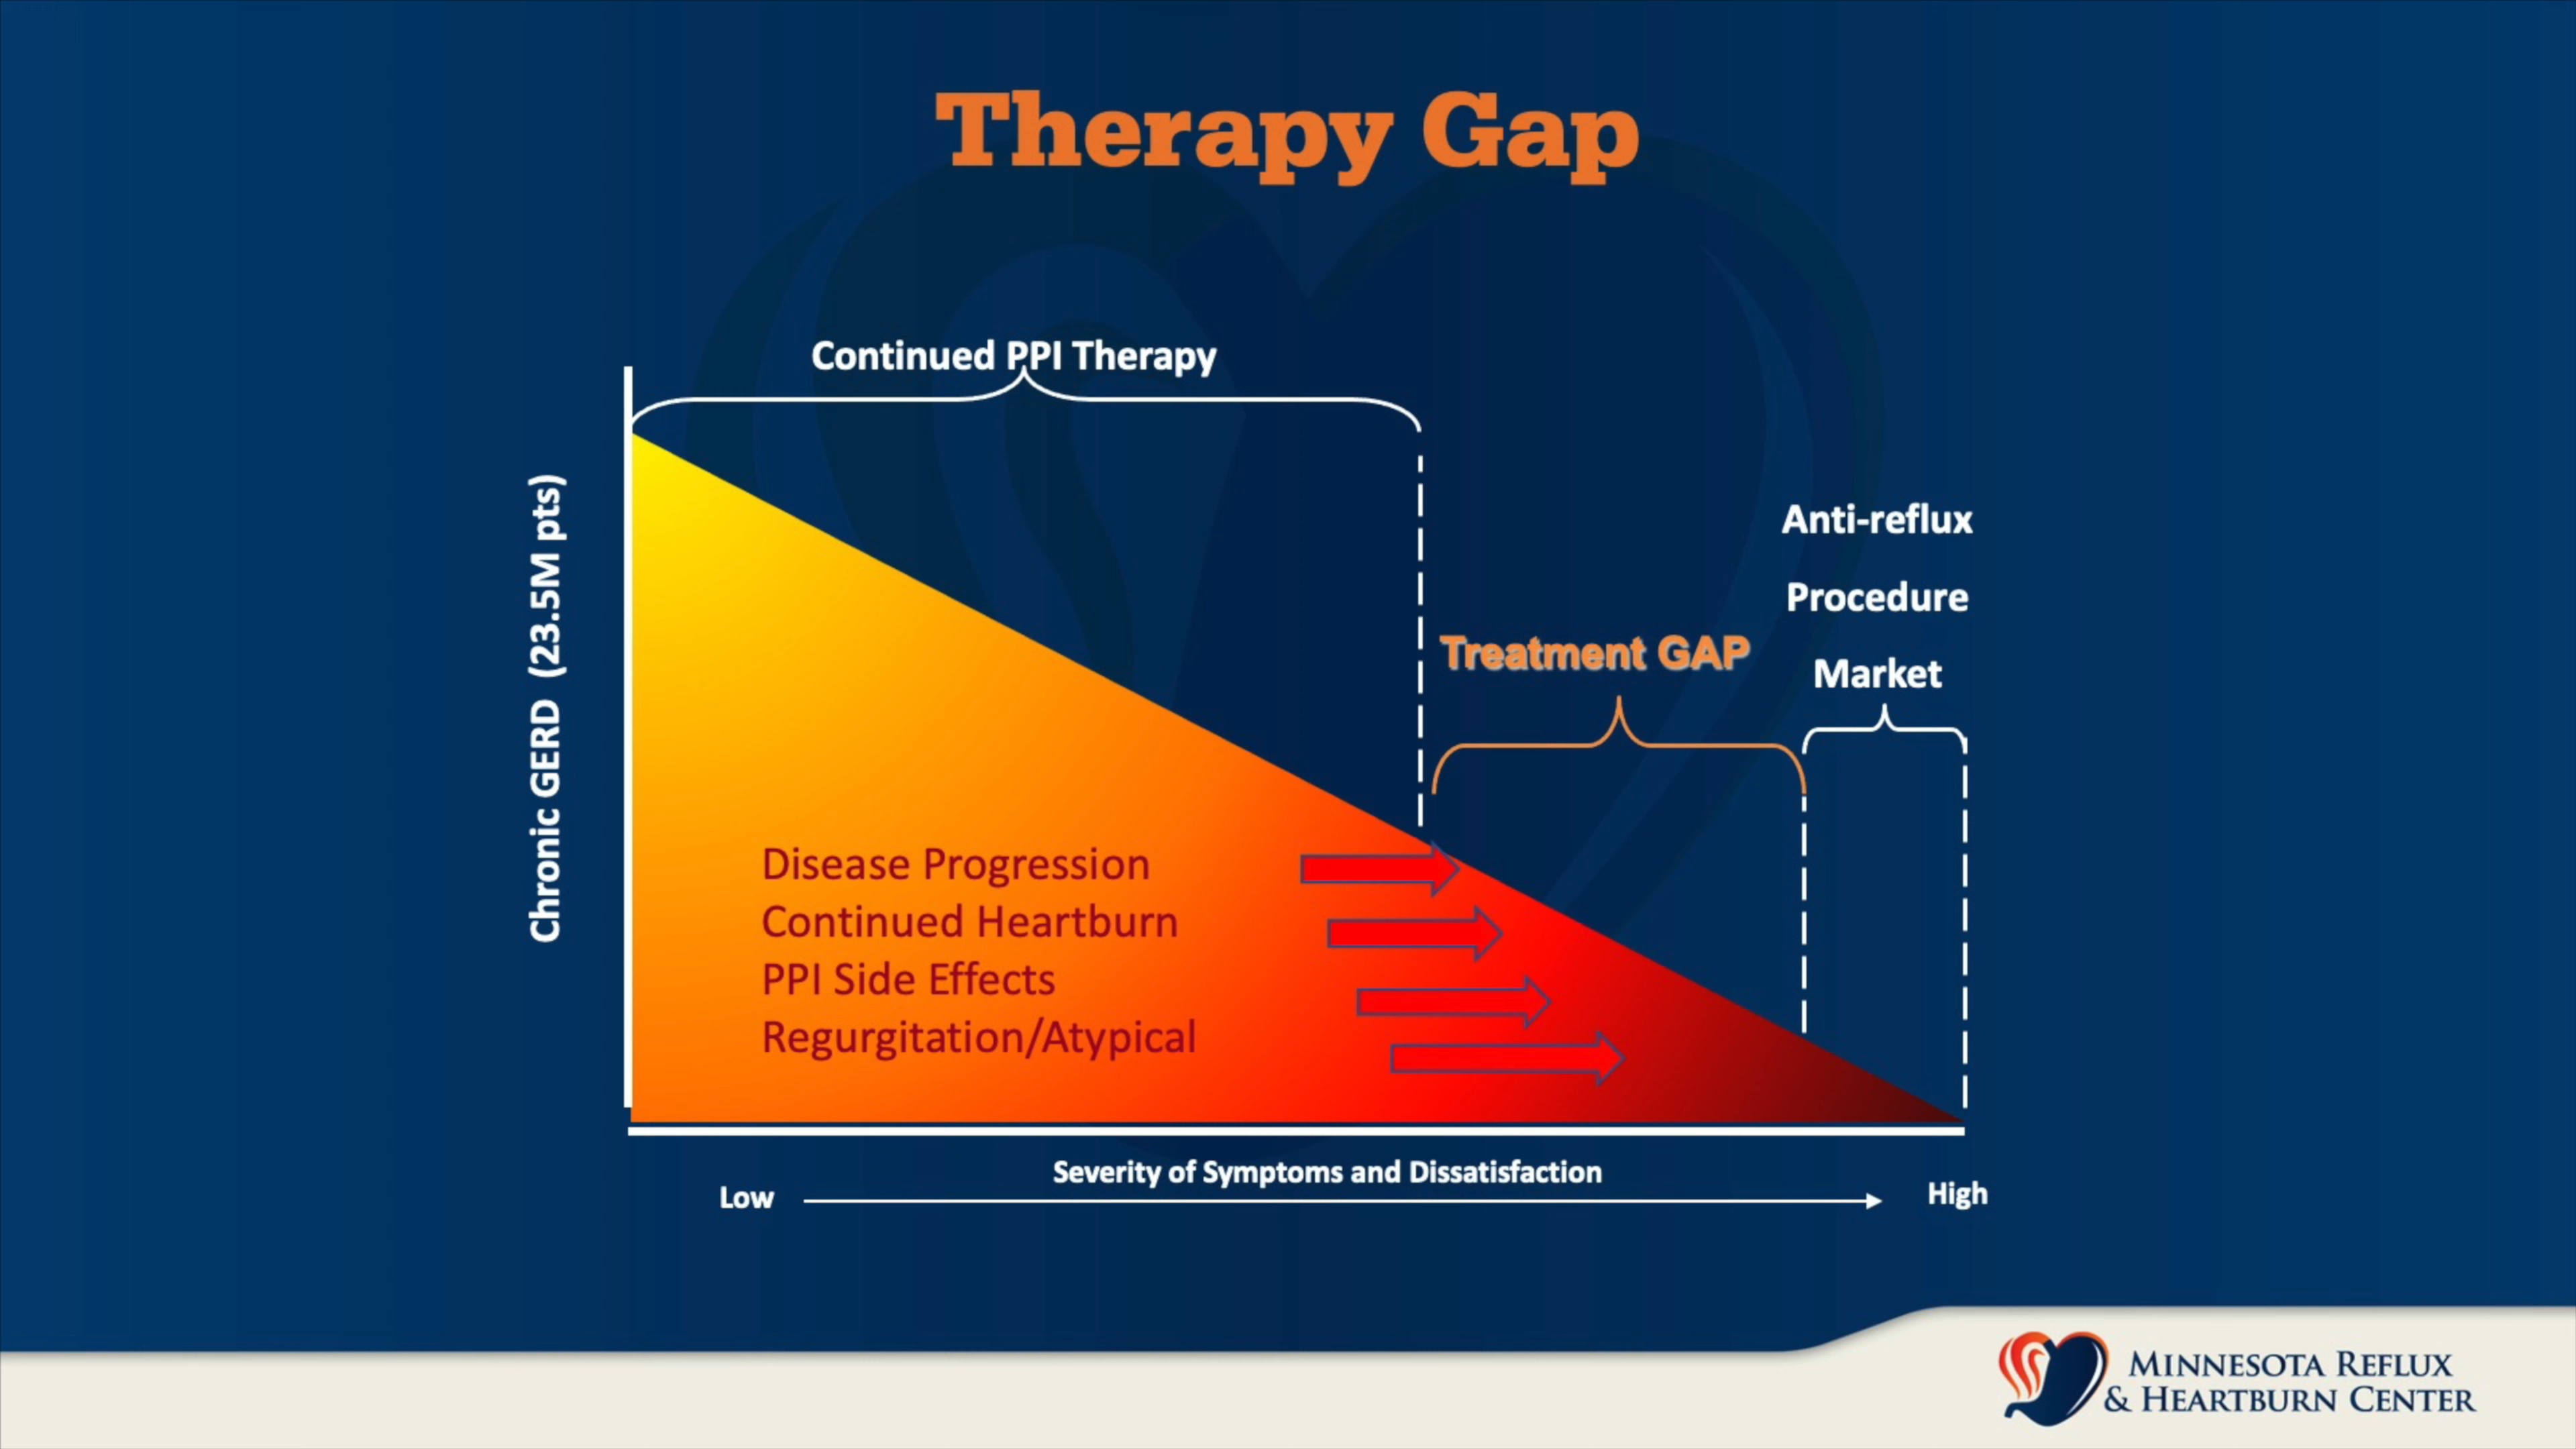 Therapy Gap
Continued PPI Therapy
Chronic GERD (23.5M pts)
Anti-reflux
Procedure
Market
Treatment GAP
Disease Progression
Continued Heartburn
PPI Side Effects
Regurgitation/Atypical
Severity of Symptoms and Dissatisfaction
Low
High
MINNESOTA REFLUX
& HEARTBURN CENTER